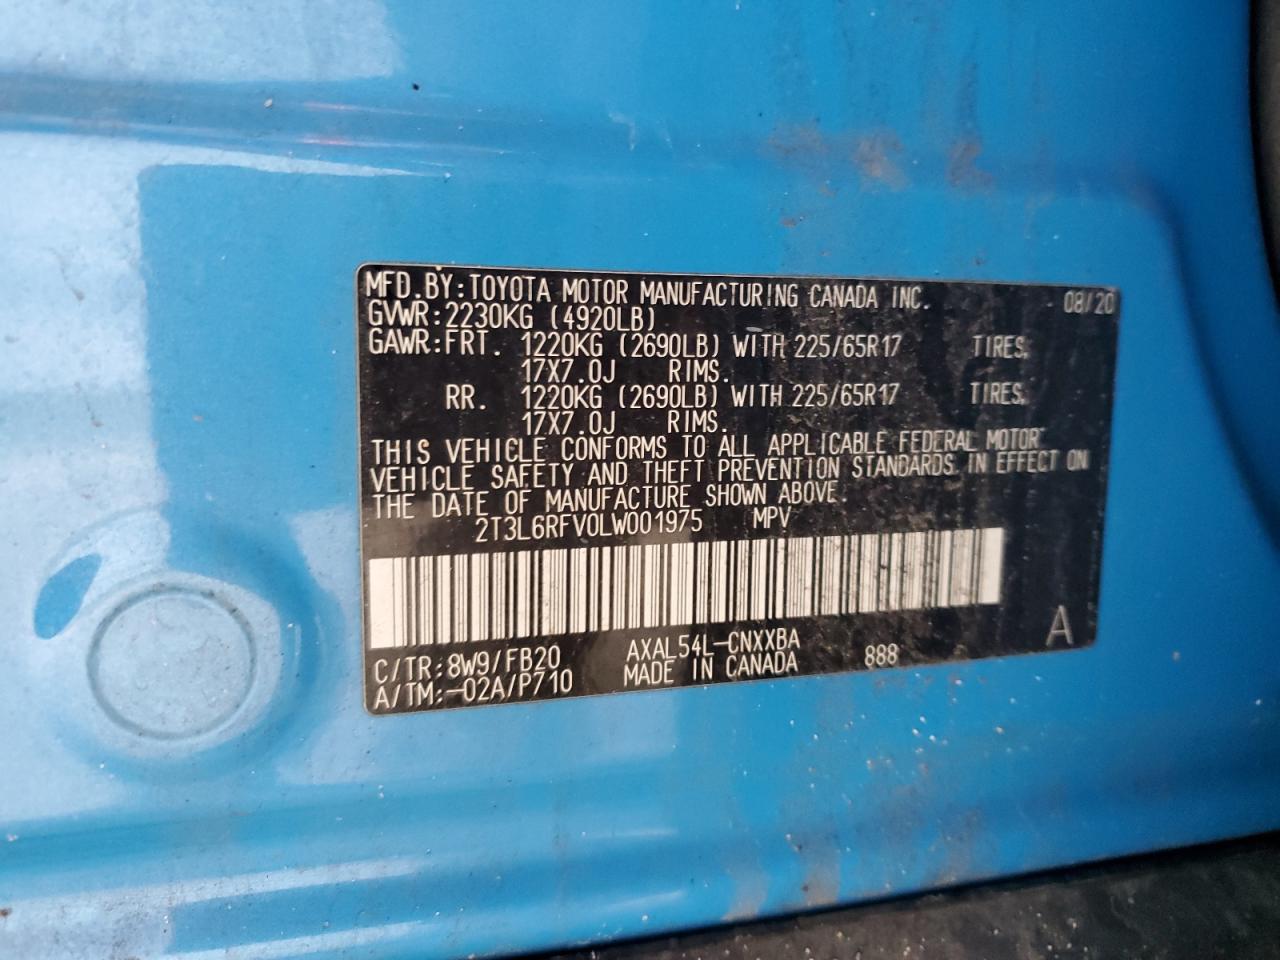 MFD.BY:TOYOTA MOTOR MANUFACTURING CANADA INC. 08/20
GVWR:2230KG (4920LB)
GAWR:FRT. 1220KG (2690LB) WITH 225/65R17 TIRES,
17X7.0J RIMS.
RR. 1220KG (2690LB) WITH 225/65R17 TIRES,
17X7.0J RIMS.
THIS VEHICLE CONFORMS TO ALL APPLICABLE FEDERAL MOTOR
VEHICLE SAFETY AND THEFT PREVENTION STANDARDS IN EFFECT ON
THE DATE OF MANUFACTURE SHOWN ABOVE.
2T3L6RFV0LW001975 MPV
C/TR:8W9/FB20 AXAL54L-CNXXBA A
A/TM:-02A/P710 MADE IN CANADA 888